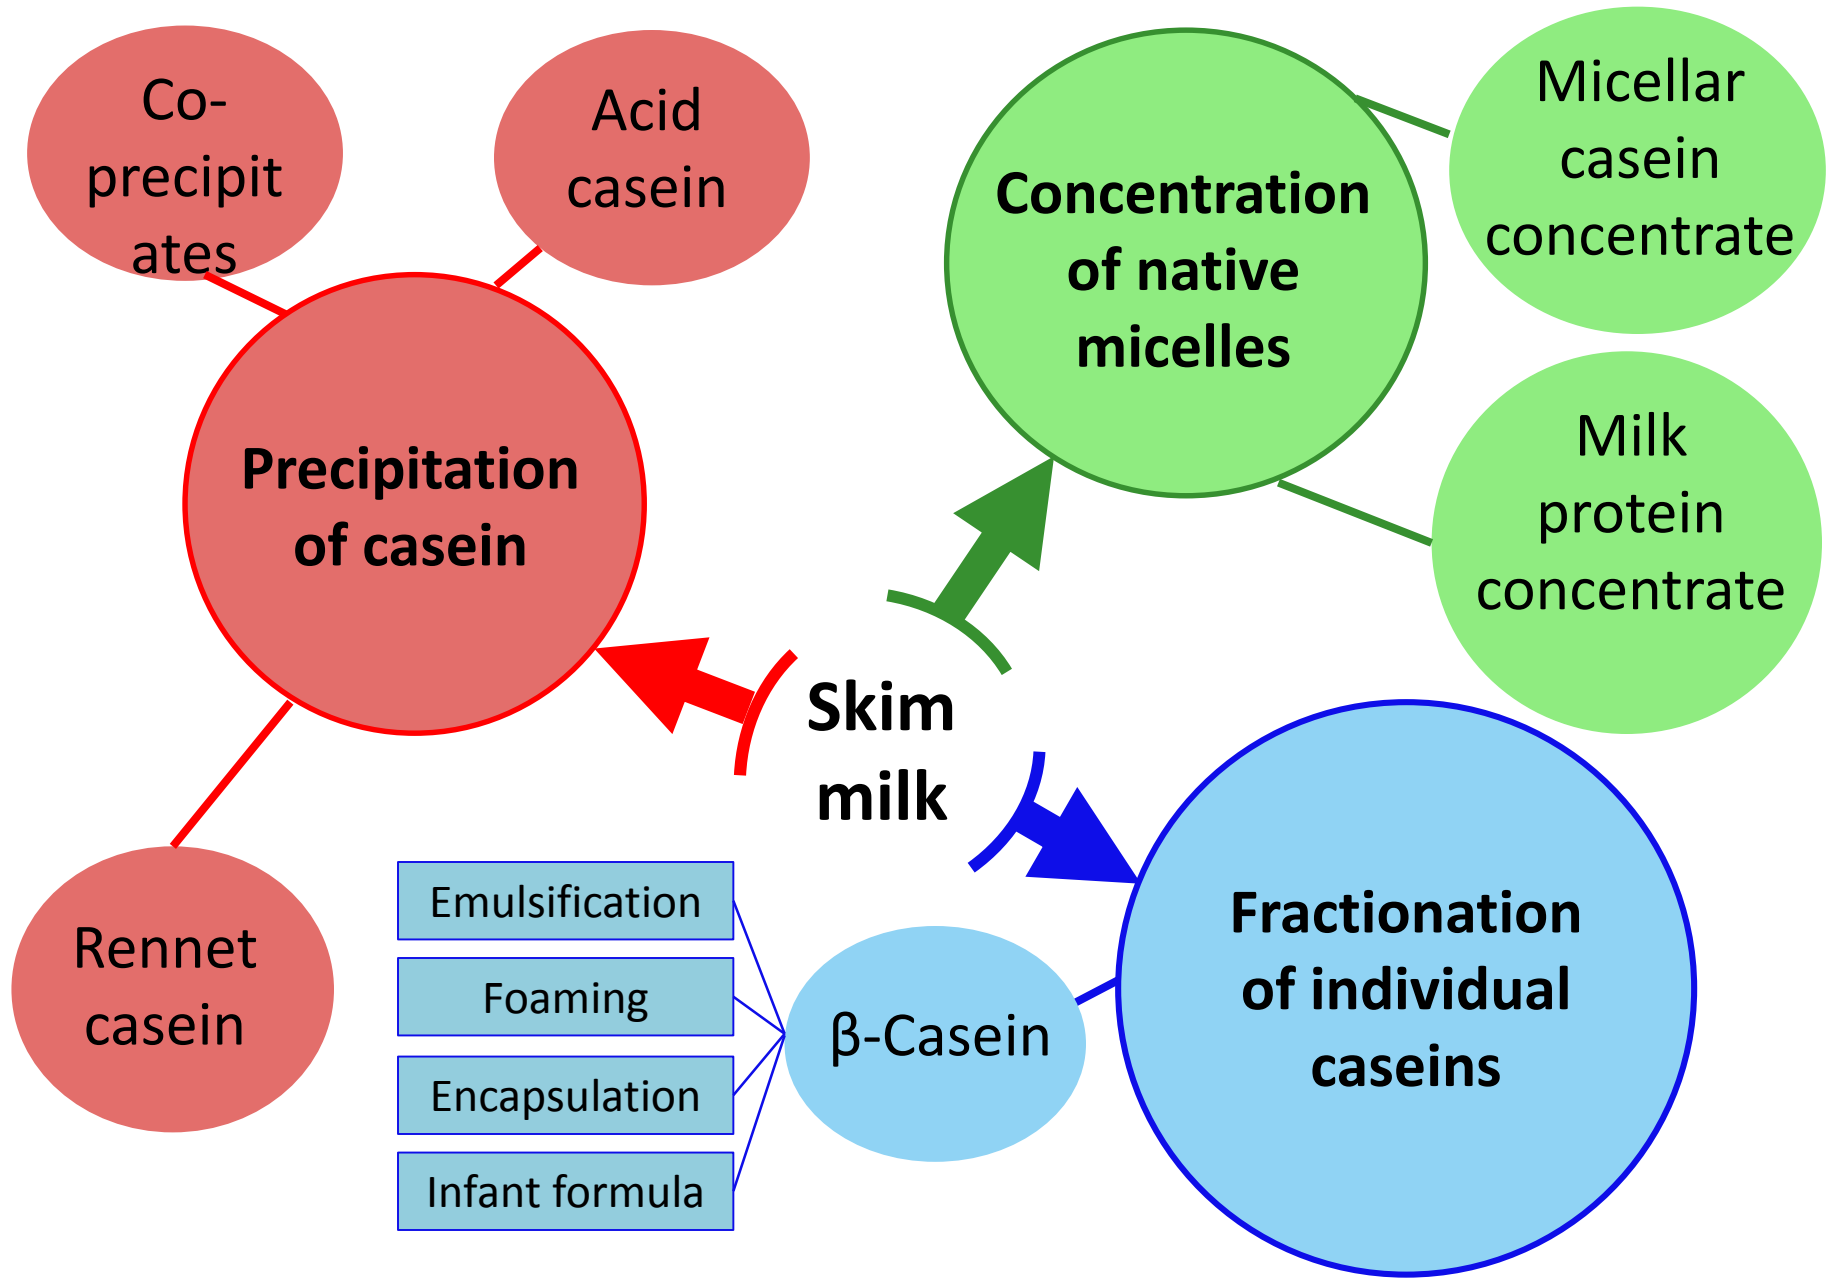 Co-
precipit
ates
Acid
casein
Precipitation
of casein
Rennet
casein
Concentration
of native
micelles
Micellar
casein
concentrate
Milk
protein
concentrate
Skim
milk
Fractionation
of individual
caseins
β-Casein
Emulsification
Foaming
Encapsulation
Infant formula